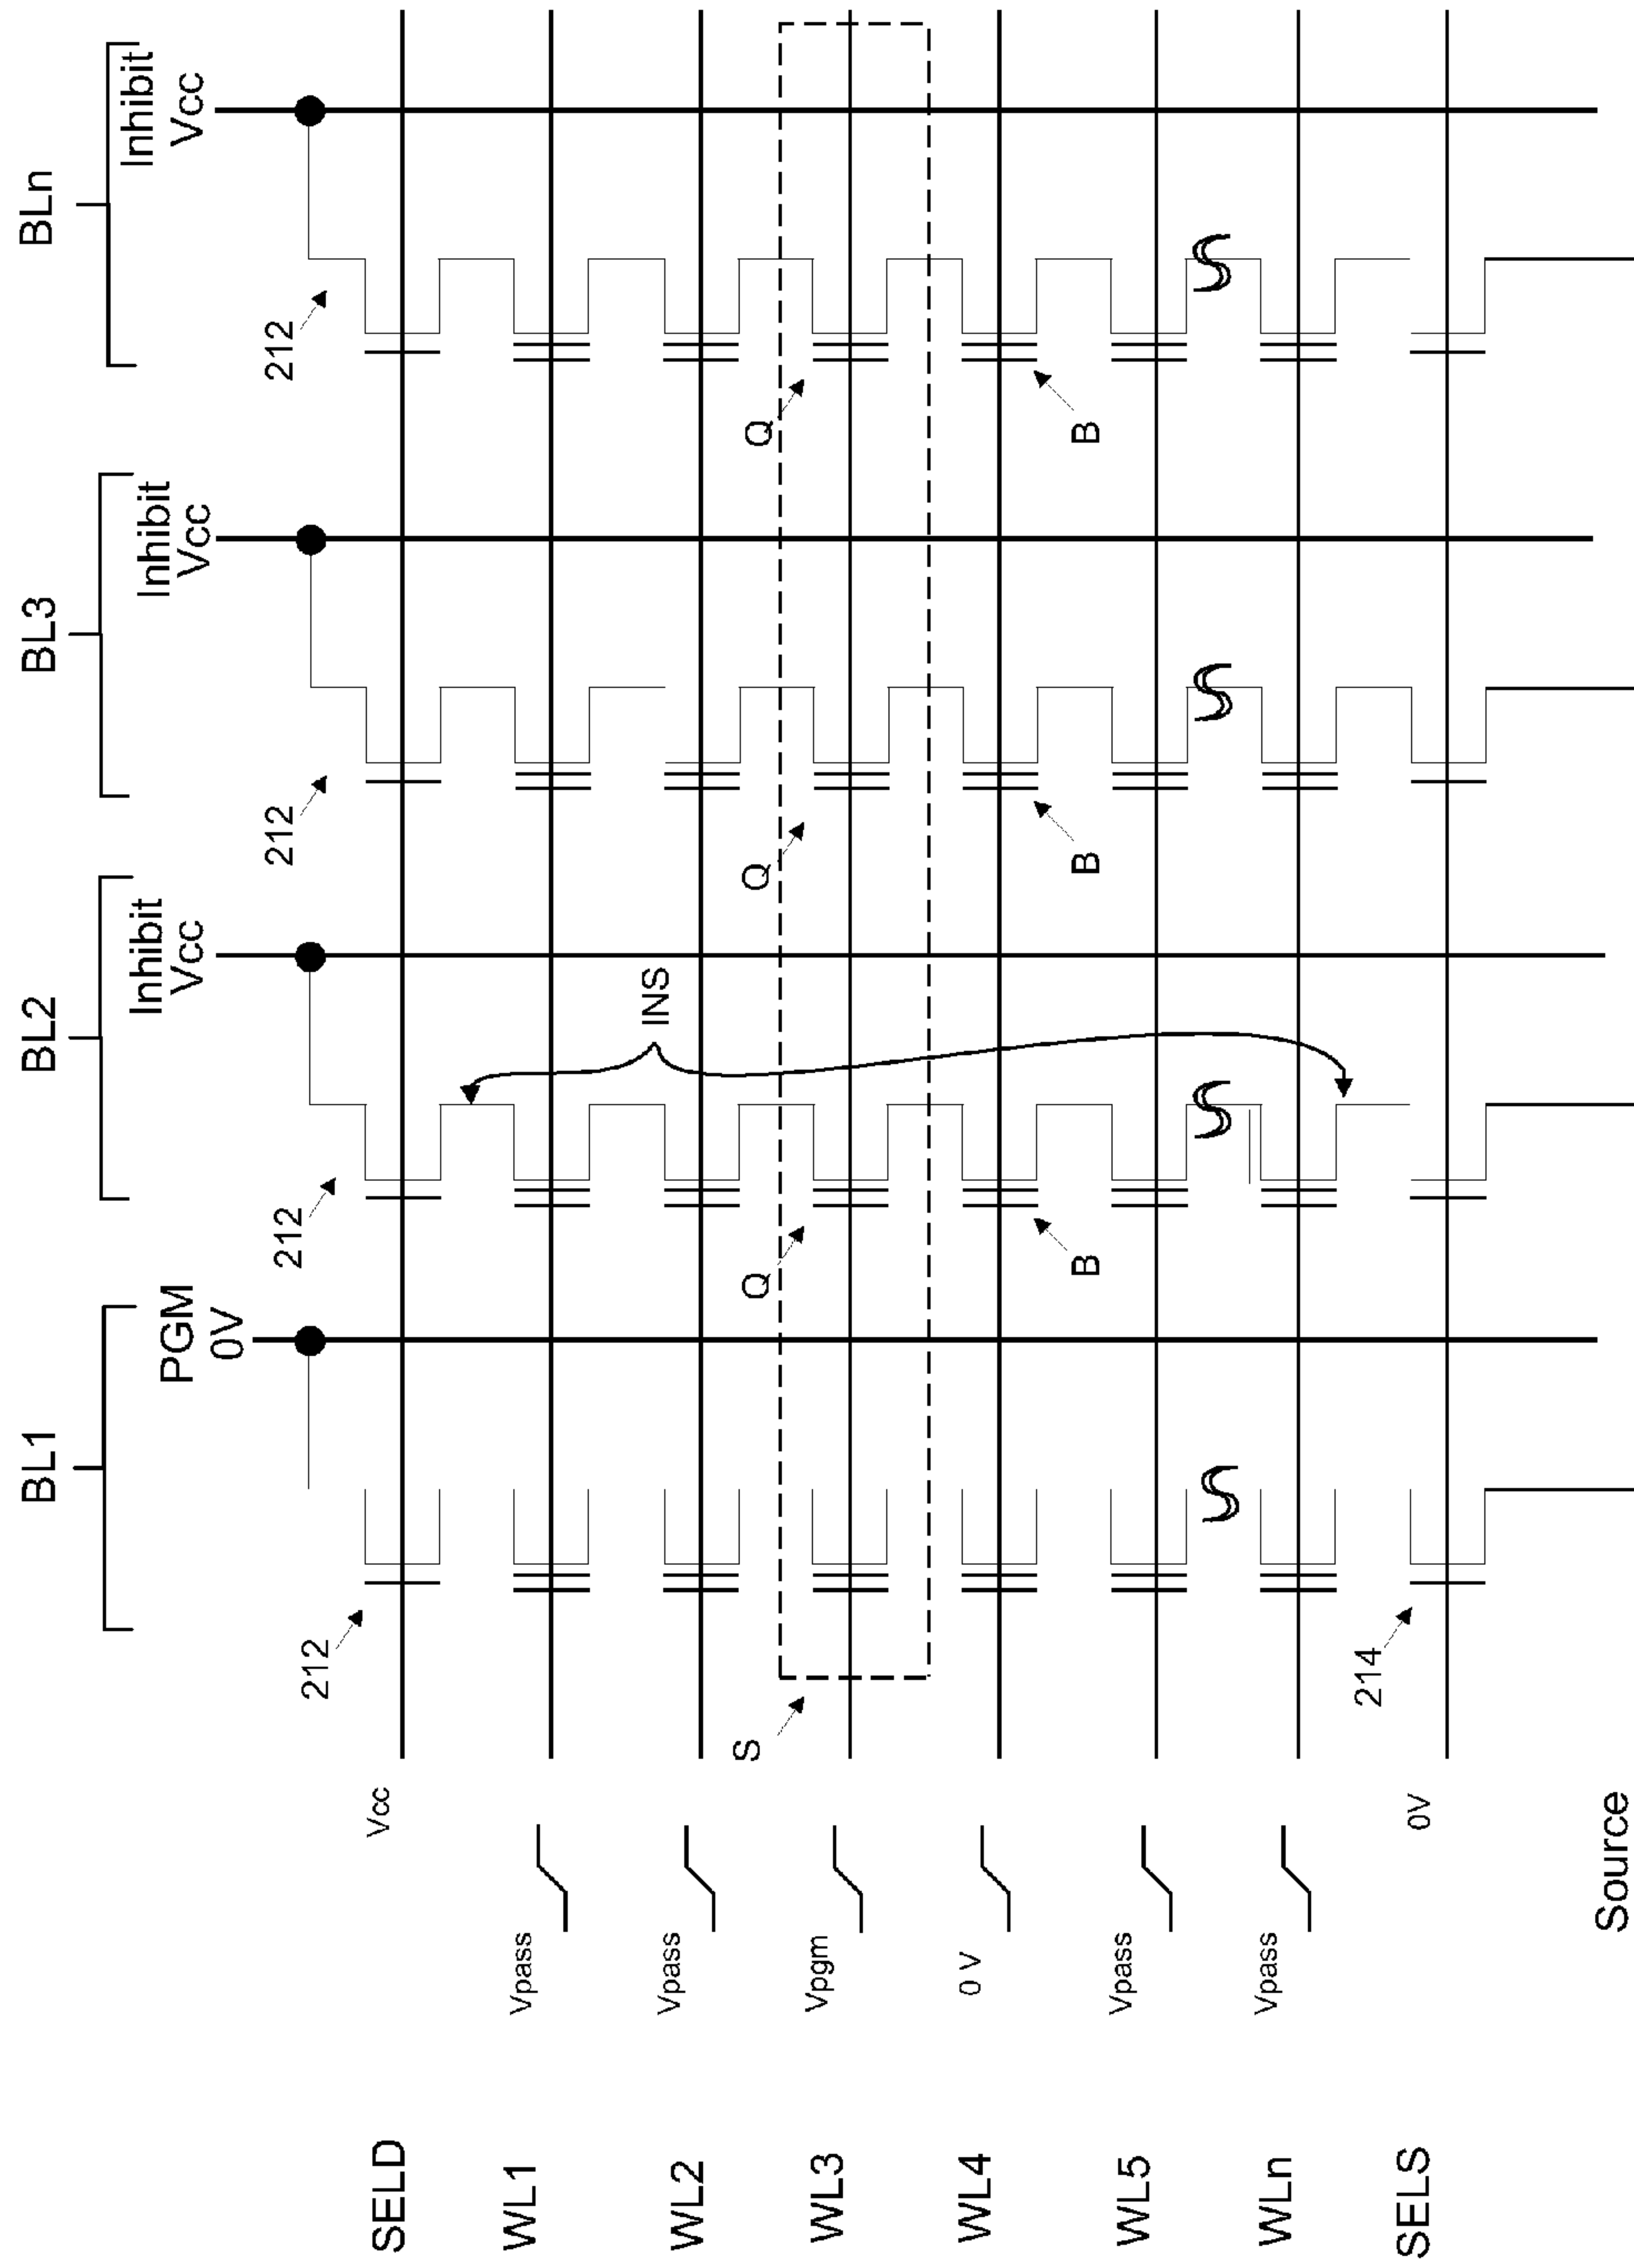 BL1 BL2 BL3 BLn
PGM Inhibit Inhibit Inhibit
0V Vcc Vcc Vcc
212 212 212 212
SELD Vcc
WL1 Vpass
INS
WL2 Vpass
S Q Q Q
WL3 Vpgm
WL4 0 V
B B B
WL5 Vpass
WLn Vpass
214
SELS 0V
Source